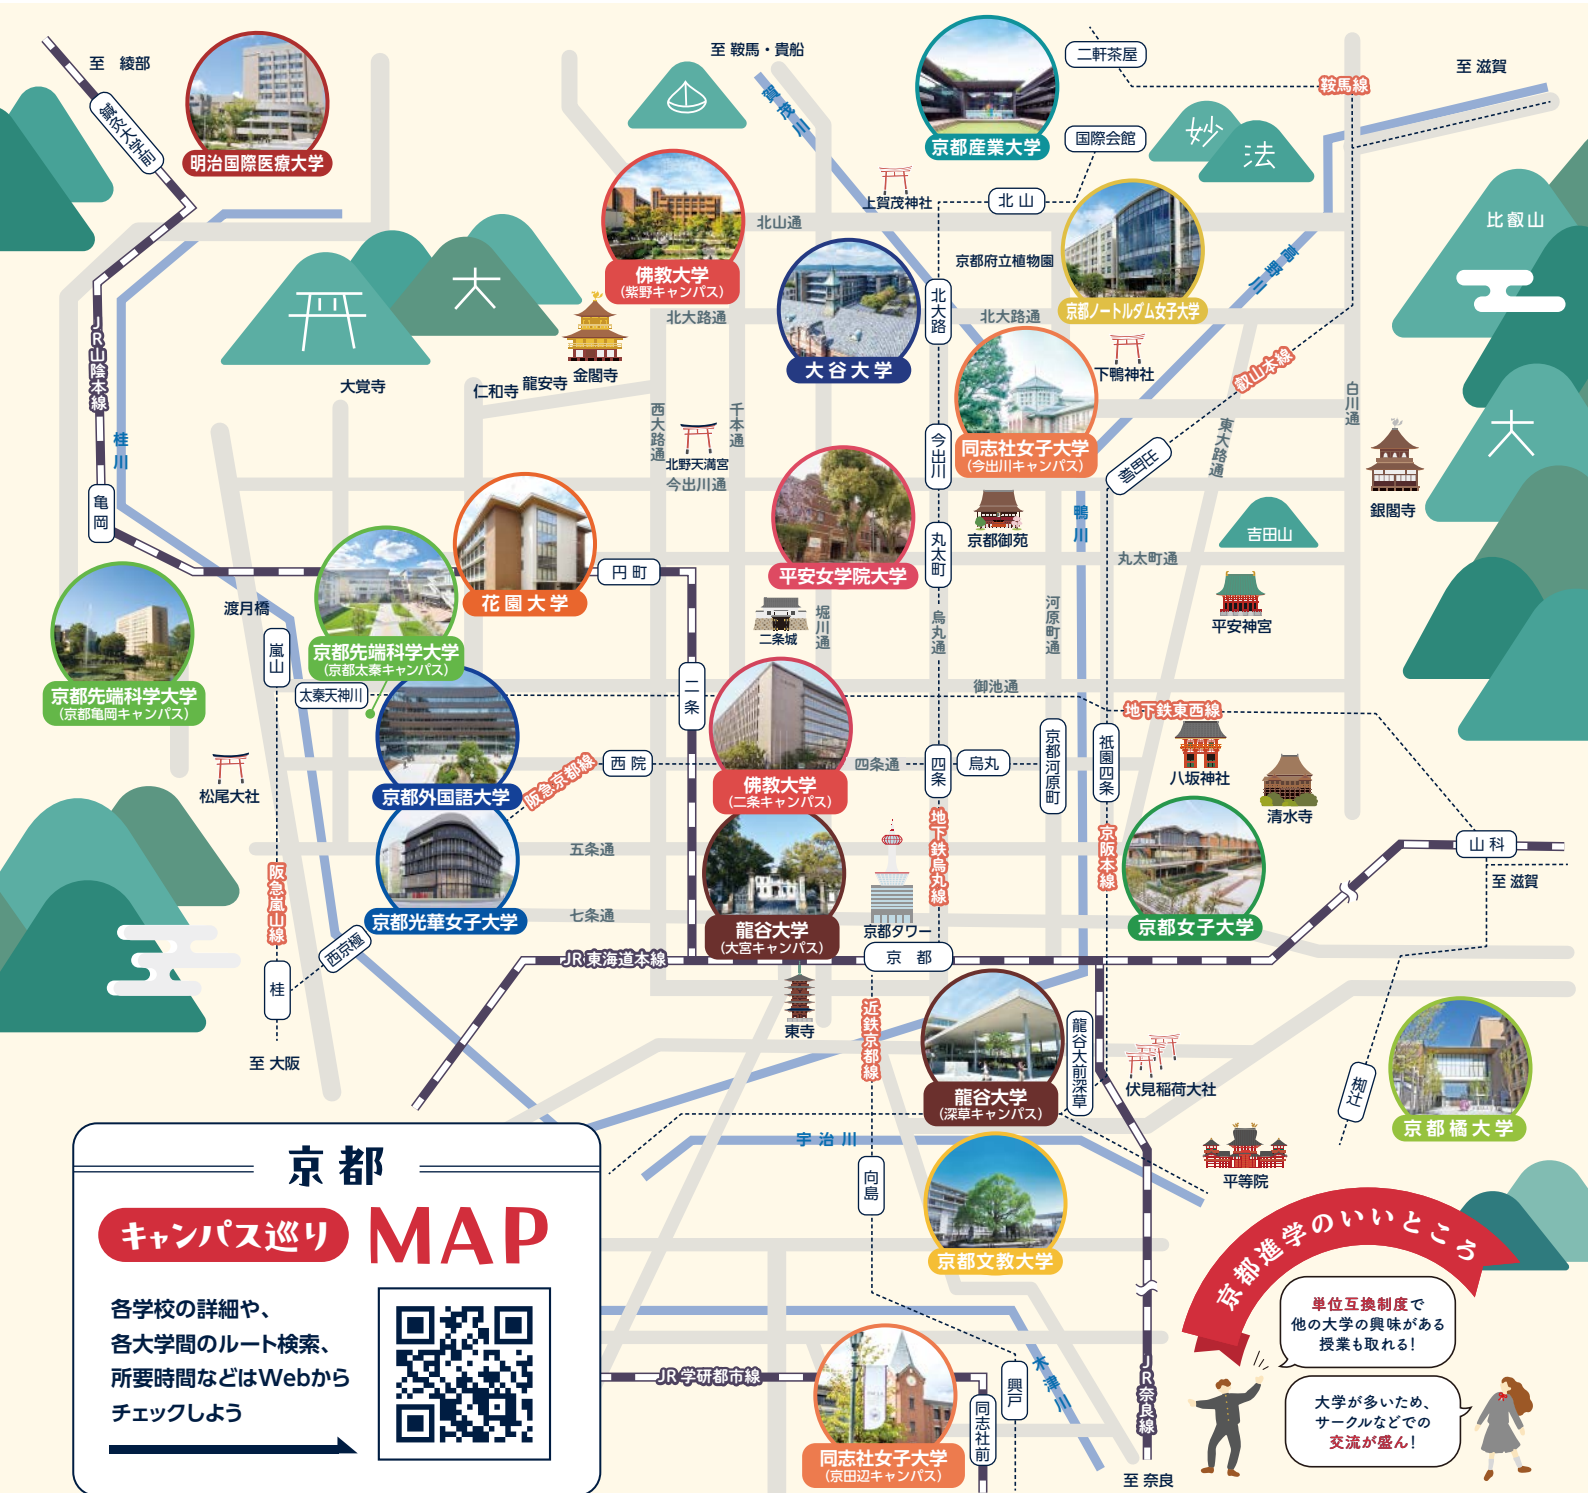 至 綾部
鍼灸大学前
明治国際医療大学
至 鞍馬・貴船
賀茂川
京都産業大学
二軒茶屋
鞍馬線
至 滋賀
国際会館
妙
法
上賀茂神社
北山
北山通
佛教大学
(紫野キャンパス)
京都府立植物園
比叡山
高野川
大
北大路
京都ノートルダム女子大学
北大路通
北大路通
大谷大学
JR山陰本線
金閣寺
龍安寺
仁和寺
大覚寺
下鴨神社
叡山本線
白川通
桂川
西大路通
千本通
北野天満宮
今出川通
今出川
同志社女子大学
(今出川キャンパス)
出町柳
東大路通
大
銀閣寺
亀岡
花園大学
平安女学院大学
丸太町
京都御苑
鴨川
吉田山
丸太町通
円町
渡月橋
嵐山
京都先端科学大学
(京都太秦キャンパス)
京都先端科学大学
(京都亀岡キャンパス)
太秦天神川
二条城
堀川通
烏丸通
河原町通
平安神宮
二条
御池通
地下鉄東西線
京都外国語大学
阪急京都線
西院
佛教大学
(二条キャンパス)
四条通
四条
烏丸
京都河原町
祇園四条
八坂神社
清水寺
松尾大社
京都光華女子大学
五条通
七条通
龍谷大学
(大宮キャンパス)
地下鉄烏丸線
京都タワー
京阪本線
京都女子大学
山科
至 滋賀
阪急嵐山線
西京極
桂
至 大阪
JR 東海道本線
京都
東寺
近鉄京都線
龍谷大学
(深草キャンパス)
龍谷大前深草
伏見稲荷大社
椥辻
京都橘大学
宇治川
向島
京都文教大学
平等院
京都
キャンパス巡り MAP
各学校の詳細や、
各大学間のルート検索、
所要時間などはWebから
チェックしよう
JR 学研都市線
同志社女子大学
(京田辺キャンパス)
同志社前
興戸
木津川
JR奈良線
至 奈良
京都進学のいいところ
単位互換制度で
他の大学の興味がある
授業も取れる!
大学が多いため、
サークルなどでの
交流が盛ん!